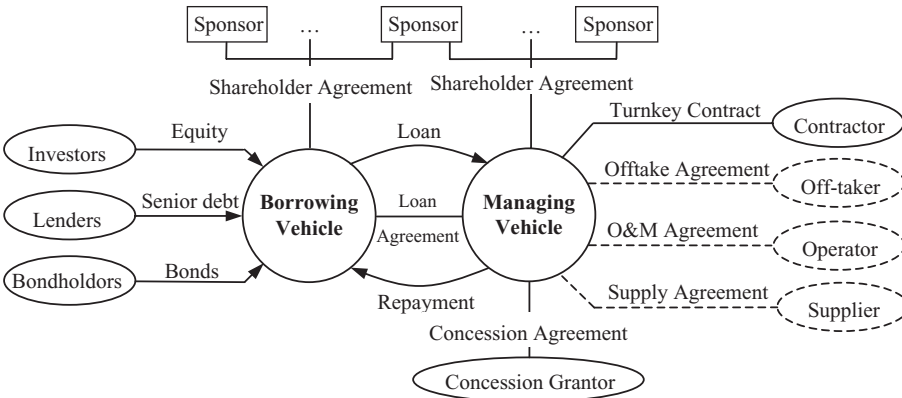 Sponsor ... Sponsor ... Sponsor
Shareholder Agreement
Shareholder Agreement
Equity
Loan
Turnkey Contract
Investors
Contractor
Offtake Agreement
Off-taker
Senior debt
Lenders
Borrowing
Vehicle
Loan
Agreement
Managing
Vehicle
O&M Agreement
Operator
Bonds
Bondholdors
Repayment
Supply Agreement
Supplier
Concession Agreement
Concession Grantor